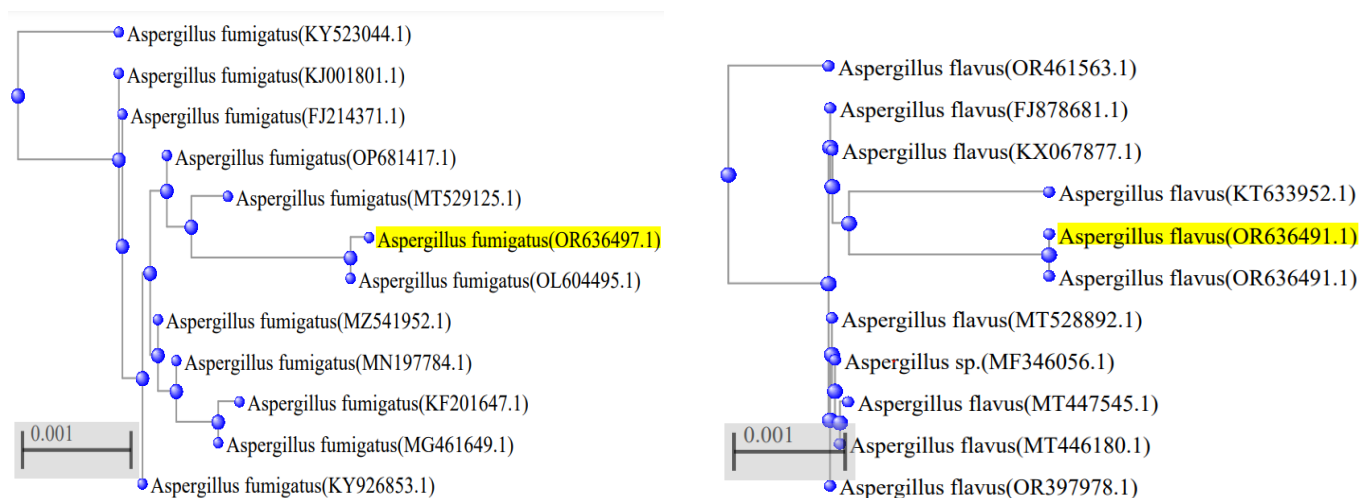 Aspergillus fumigatus(KY523044.1)
Aspergillus fumigatus(KJ001801.1)
Aspergillus fumigatus(FJ214371.1)
Aspergillus fumigatus(OP681417.1)
Aspergillus fumigatus(MT529125.1)
Aspergillus fumigatus(OR636497.1)
Aspergillus fumigatus(OL604495.1)
Aspergillus fumigatus(MZ541952.1)
Aspergillus fumigatus(MN197784.1)
Aspergillus fumigatus(KF201647.1)
Aspergillus fumigatus(MG461649.1)
Aspergillus fumigatus(KY926853.1)
0.001
Aspergillus flavus(OR461563.1)
Aspergillus flavus(FJ878681.1)
Aspergillus flavus(KX067877.1)
Aspergillus flavus(KT633952.1)
Aspergillus flavus(OR636491.1)
Aspergillus flavus(OR636491.1)
Aspergillus flavus(MT528892.1)
Aspergillus sp.(MF346056.1)
Aspergillus flavus(MT447545.1)
Aspergillus flavus(MT446180.1)
Aspergillus flavus(OR397978.1)
0.001